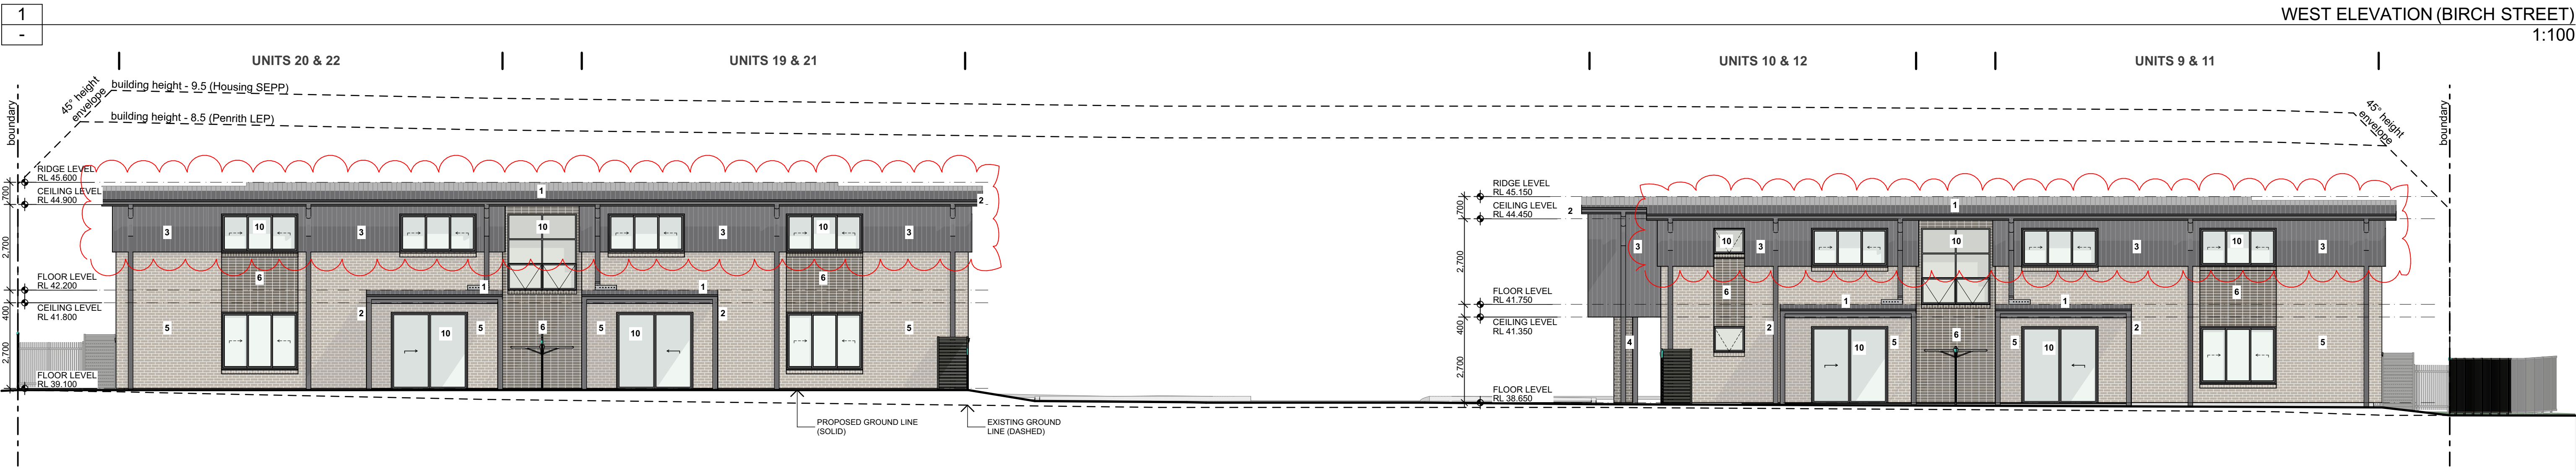 1
-
WEST ELEVATION (BIRCH STREET)
1:100
UNITS 20 & 22
UNITS 19 & 21
UNITS 10 & 12
UNITS 9 & 11
boundary
45° height
envelope
building height - 9.5 (Housing SEPP)
building height - 8.5 (Penrith LEP)
45° height
envelope
boundary
RIDGE LEVEL
RL 45.600
CEILING LEVEL
RL 44.900
FLOOR LEVEL
RL 42.200
CEILING LEVEL
RL 41.800
FLOOR LEVEL
RL 39.100
700
2,700
400
2,700
1
2
3
10
3
10
3
10
3
6
1
1
5
2
10
5
6
5
10
2
5
PROPOSED GROUND LINE
(SOLID)
EXISTING GROUND
LINE (DASHED)
RIDGE LEVEL
RL 45.150
CEILING LEVEL
RL 44.450
FLOOR LEVEL
RL 41.750
CEILING LEVEL
RL 41.350
FLOOR LEVEL
RL 38.650
700
2,700
400
2,700
2
1
3
10
3
10
3
10
3
6
6
1
1
4
2
10
5
6
5
10
2
5